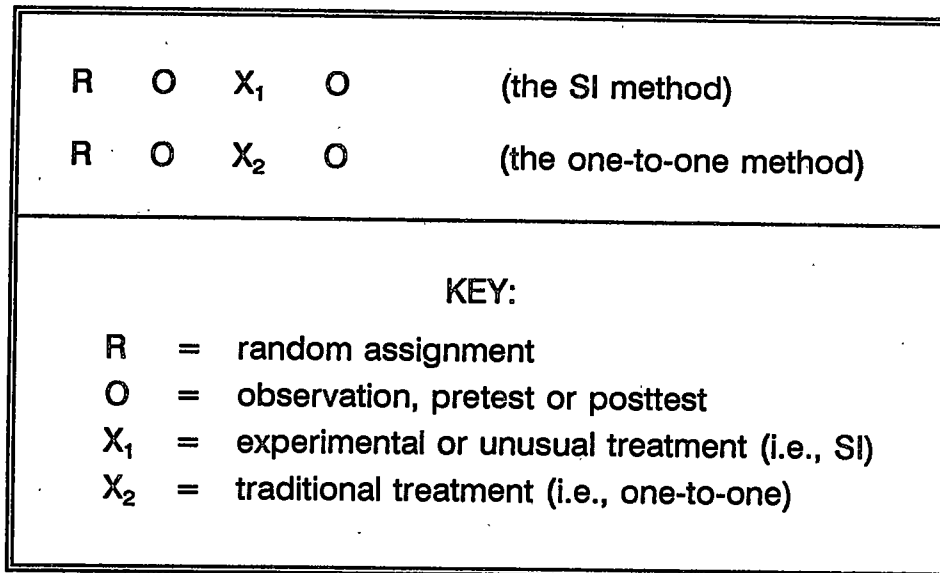 R O X₁ O (the SI method)
R O X₂ O (the one-to-one method)
KEY:
R = random assignment
O = observation, pretest or posttest
X₁ = experimental or unusual treatment (i.e., SI)
X₂ = traditional treatment (i.e., one-to-one)